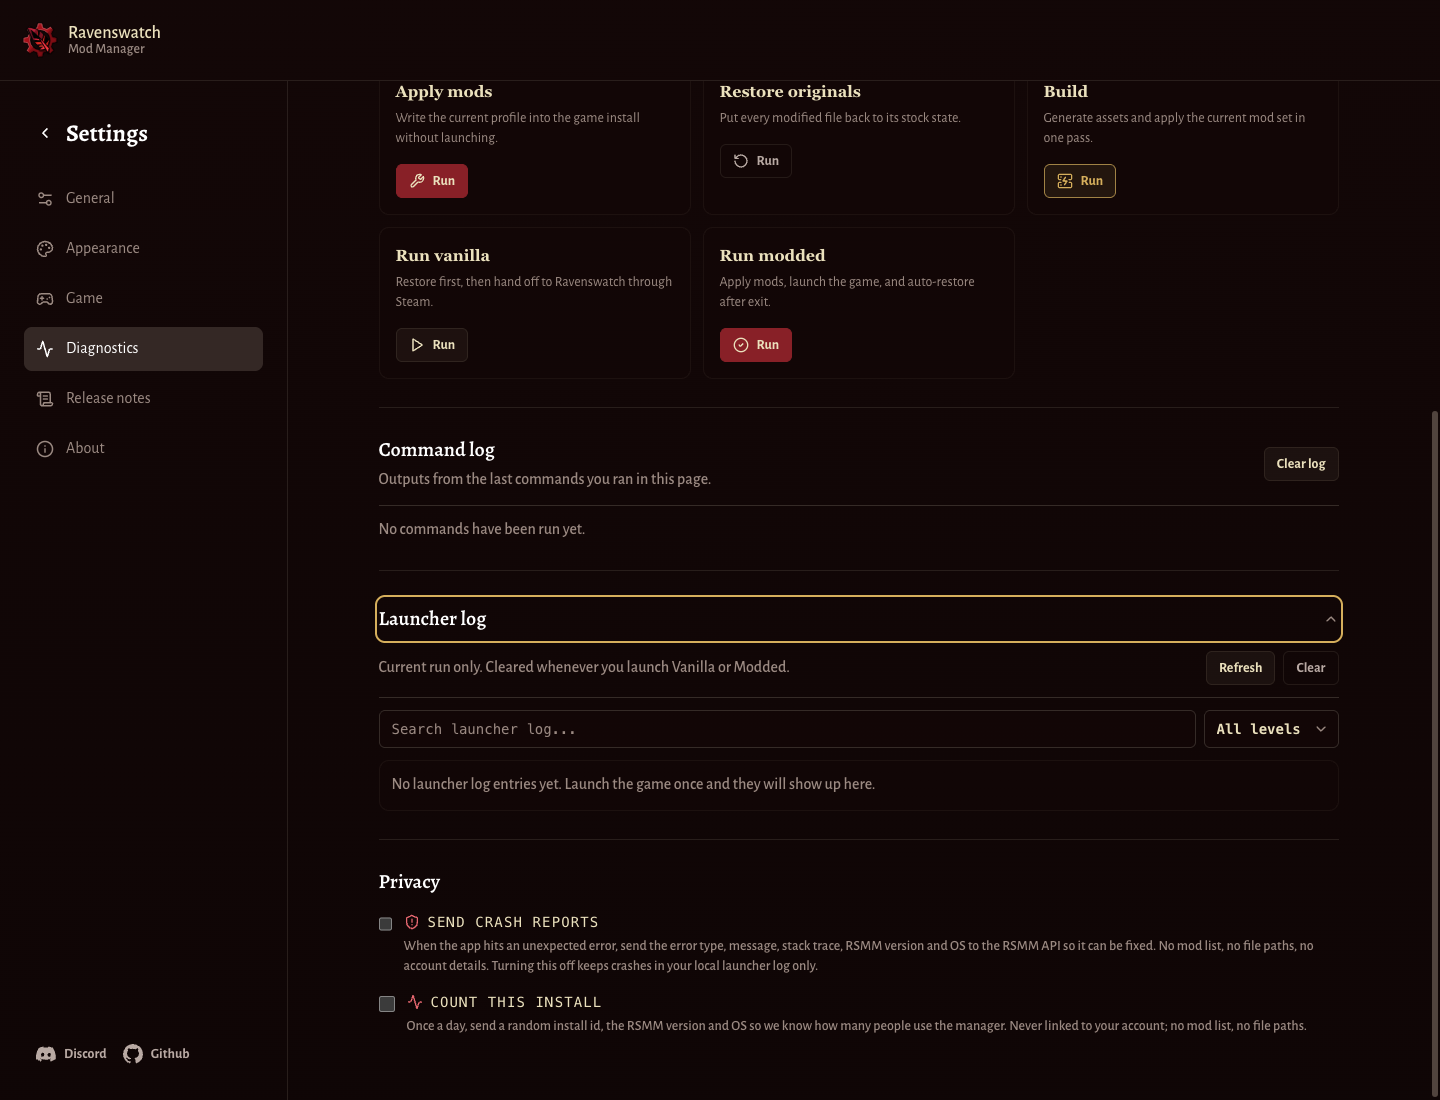 Ravenswatch
Mod Manager
Settings
General
Appearance
Game
Diagnostics
Release notes
About
Discord
Github
Apply mods
Write the current profile into the game install
without launching.
Run
Restore originals
Put every modified file back to its stock state.
Run
Build
Generate assets and apply the current mod set in
one pass.
Run
Run vanilla
Restore first, then hand off to Ravenswatch through
Steam.
Run
Run modded
Apply mods, launch the game, and auto-restore
after exit.
Run
Command log
Outputs from the last commands you ran in this page.
Clear log
No commands have been run yet.
Launcher log
Current run only. Cleared whenever you launch Vanilla or Modded.
Refresh
Clear
Search launcher log...
All levels
No launcher log entries yet. Launch the game once and they will show up here.
Privacy
SEND CRASH REPORTS
When the app hits an unexpected error, send the error type, message, stack trace, RSMM version and OS to the RSMM API so it can be fixed. No mod list, no file paths, no
account details. Turning this off keeps crashes in your local launcher log only.
COUNT THIS INSTALL
Once a day, send a random install id, the RSMM version and OS so we know how many people use the manager. Never linked to your account; no mod list, no file paths.